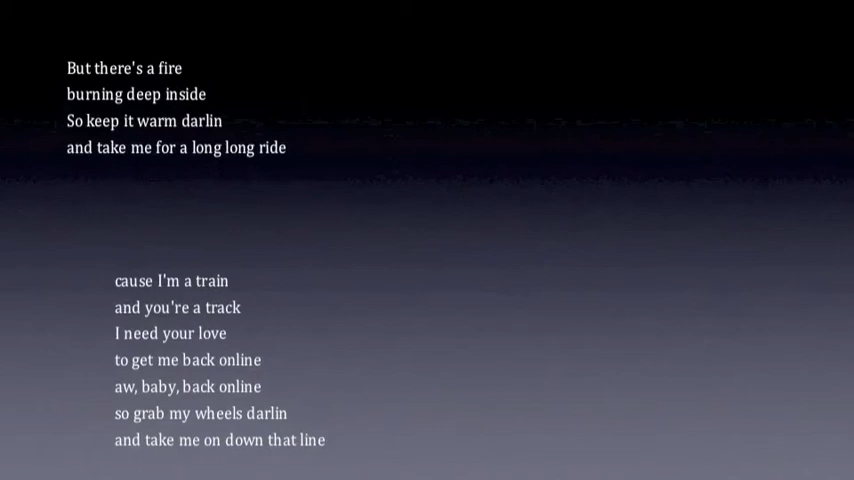 But there's a fire
burning deep inside
So keep it warm darlin
and take me for a long long ride
cause I'm a train
and you're a track
I need your love
to get me back online
aw, baby, back online
so grab my wheels darlin
and take me on down that line